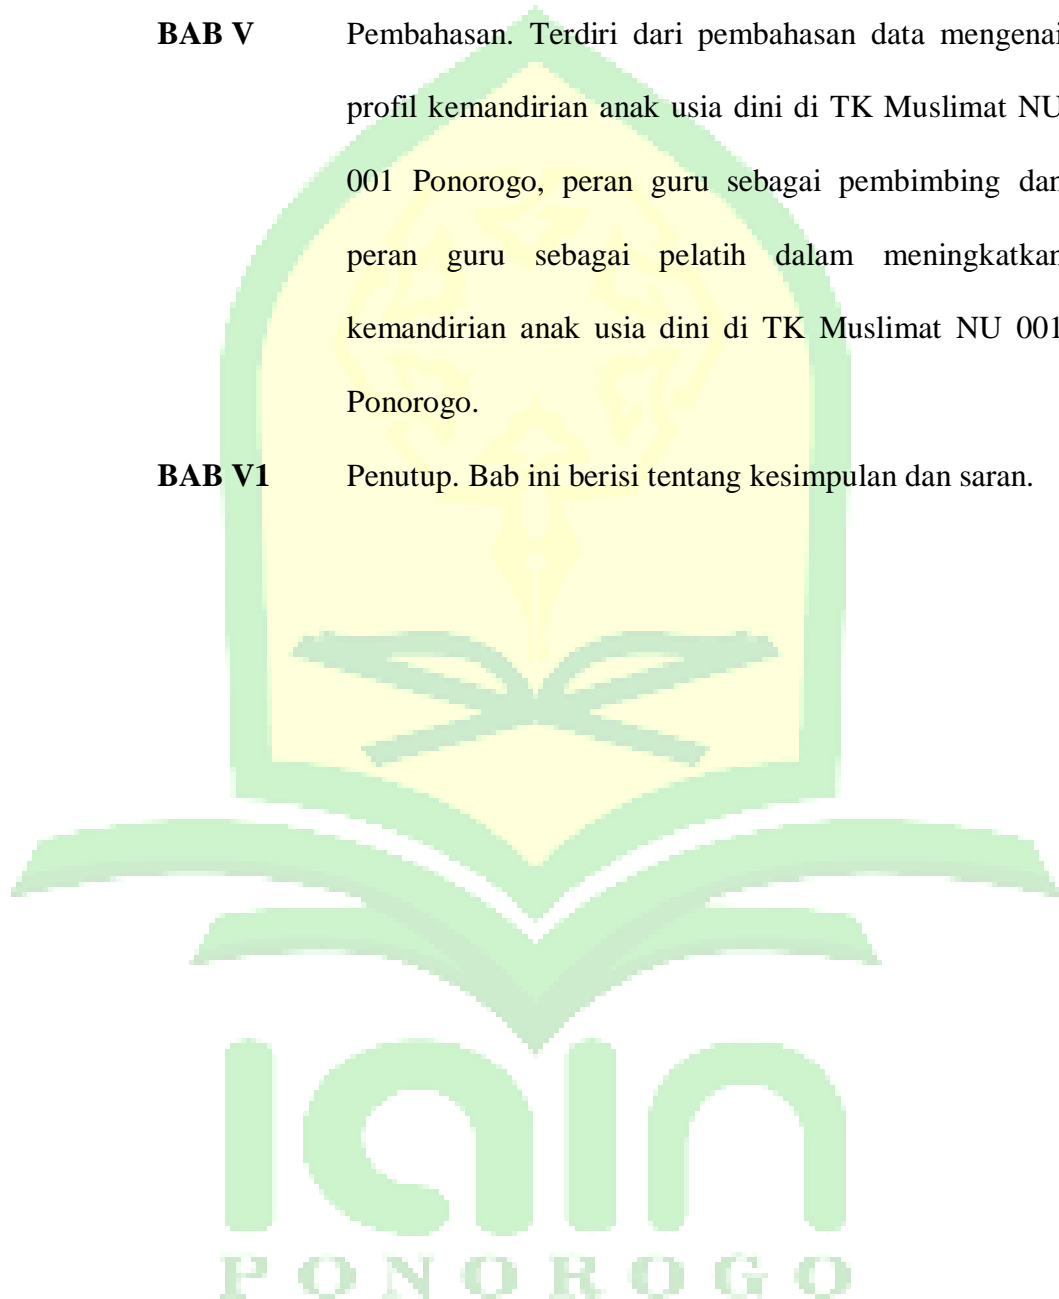 BAB V Pembahasan. Terdiri dari pembahasan data mengenai
profil kemandirian anak usia dini di TK Muslimat NU
001 Ponorogo, peran guru sebagai pembimbing dan
peran guru sebagai pelatih dalam meningkatkan
kemandirian anak usia dini di TK Muslimat NU 001
Ponorogo.
BAB V1 Penutup. Bab ini berisi tentang kesimpulan dan saran.
iain
PONOROGO